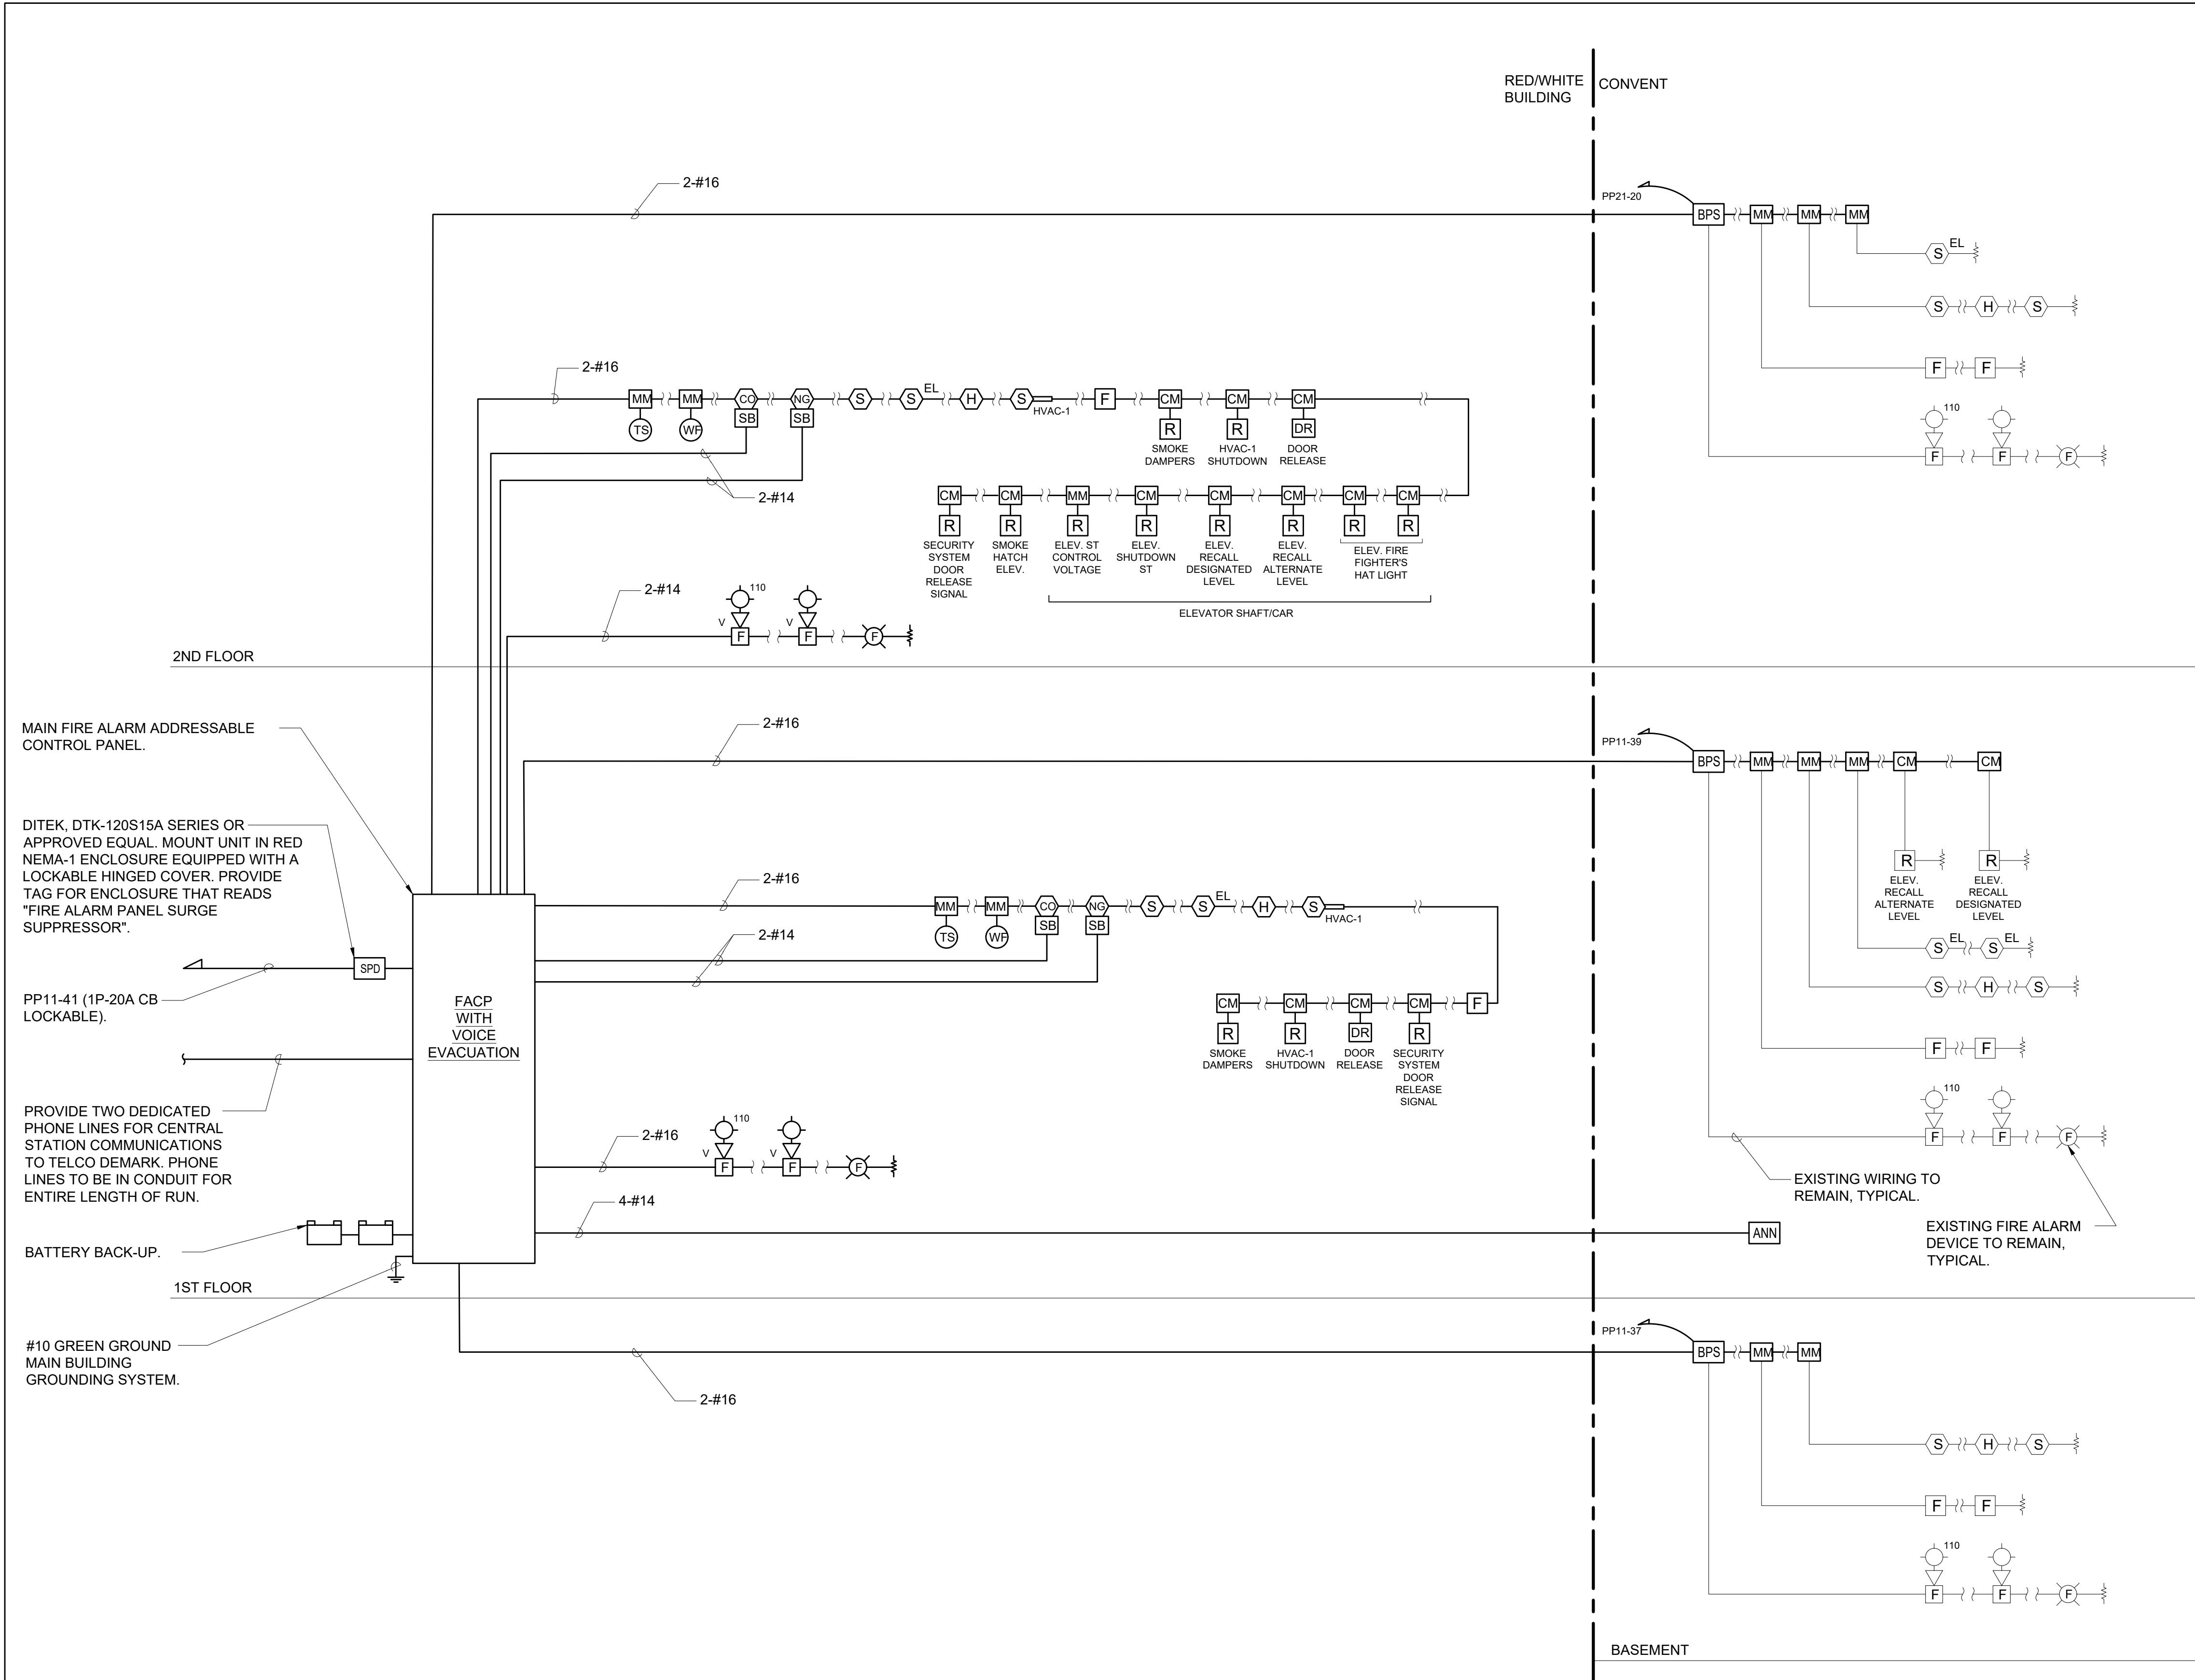 RED/WHITE
BUILDING
CONVENT
2-#16
PP21-20
BPS
MM
MM
MM
S
EL
S
H
S
F
F
110
F
F
F
2-#16
MM
MM
CO
NG
S
S
EL
H
S
HVAC-1
F
CM
CM
CM
TS
WF
SB
SB
R
R
DR
SMOKE
DAMPERS
HVAC-1
SHUTDOWN
DOOR
RELEASE
2-#14
CM
CM
MM
CM
CM
CM
CM
CM
R
R
R
R
R
R
R
R
SECURITY
SYSTEM
DOOR
RELEASE
SIGNAL
SMOKE
HATCH
ELEV.
ELEV. ST
CONTROL
VOLTAGE
ELEV.
SHUTDOWN
ST
ELEV.
RECALL
DESIGNATED
LEVEL
ELEV.
RECALL
ALTERNATE
LEVEL
ELEV. FIRE
FIGHTER'S
HAT LIGHT
ELEVATOR SHAFT/CAR
2-#14
110
V
V
F
F
F
2ND FLOOR
MAIN FIRE ALARM ADDRESSABLE
CONTROL PANEL.
2-#16
PP11-39
BPS
MM
MM
MM
CM
CM
R
R
ELEV.
RECALL
ALTERNATE
LEVEL
ELEV.
RECALL
DESIGNATED
LEVEL
S
EL
S
EL
S
H
S
F
F
110
F
F
F
EXISTING WIRING TO
REMAIN, TYPICAL.
EXISTING FIRE ALARM
DEVICE TO REMAIN,
TYPICAL.
DITEK, DTK-120S15A SERIES OR
APPROVED EQUAL. MOUNT UNIT IN RED
NEMA-1 ENCLOSURE EQUIPPED WITH A
LOCKABLE HINGED COVER. PROVIDE
TAG FOR ENCLOSURE THAT READS
"FIRE ALARM PANEL SURGE
SUPPRESSOR".
SPD
PP11-41 (1P-20A CB
LOCKABLE).
FACP
WITH
VOICE
EVACUATION
2-#16
MM
MM
CO
NG
S
S
EL
H
S
HVAC-1
TS
WF
SB
SB
2-#14
CM
CM
CM
CM
F
R
R
DR
R
SMOKE
DAMPERS
HVAC-1
SHUTDOWN
DOOR
RELEASE
SECURITY
SYSTEM
DOOR
RELEASE
SIGNAL
PROVIDE TWO DEDICATED
PHONE LINES FOR CENTRAL
STATION COMMUNICATIONS
TO TELCO DEMARK. PHONE
LINES TO BE IN CONDUIT FOR
ENTIRE LENGTH OF RUN.
2-#16
110
V
V
F
F
F
4-#14
ANN
BATTERY BACK-UP.
1ST FLOOR
#10 GREEN GROUND
MAIN BUILDING
GROUNDING SYSTEM.
2-#16
PP11-37
BPS
MM
MM
S
H
S
F
F
110
F
F
F
BASEMENT